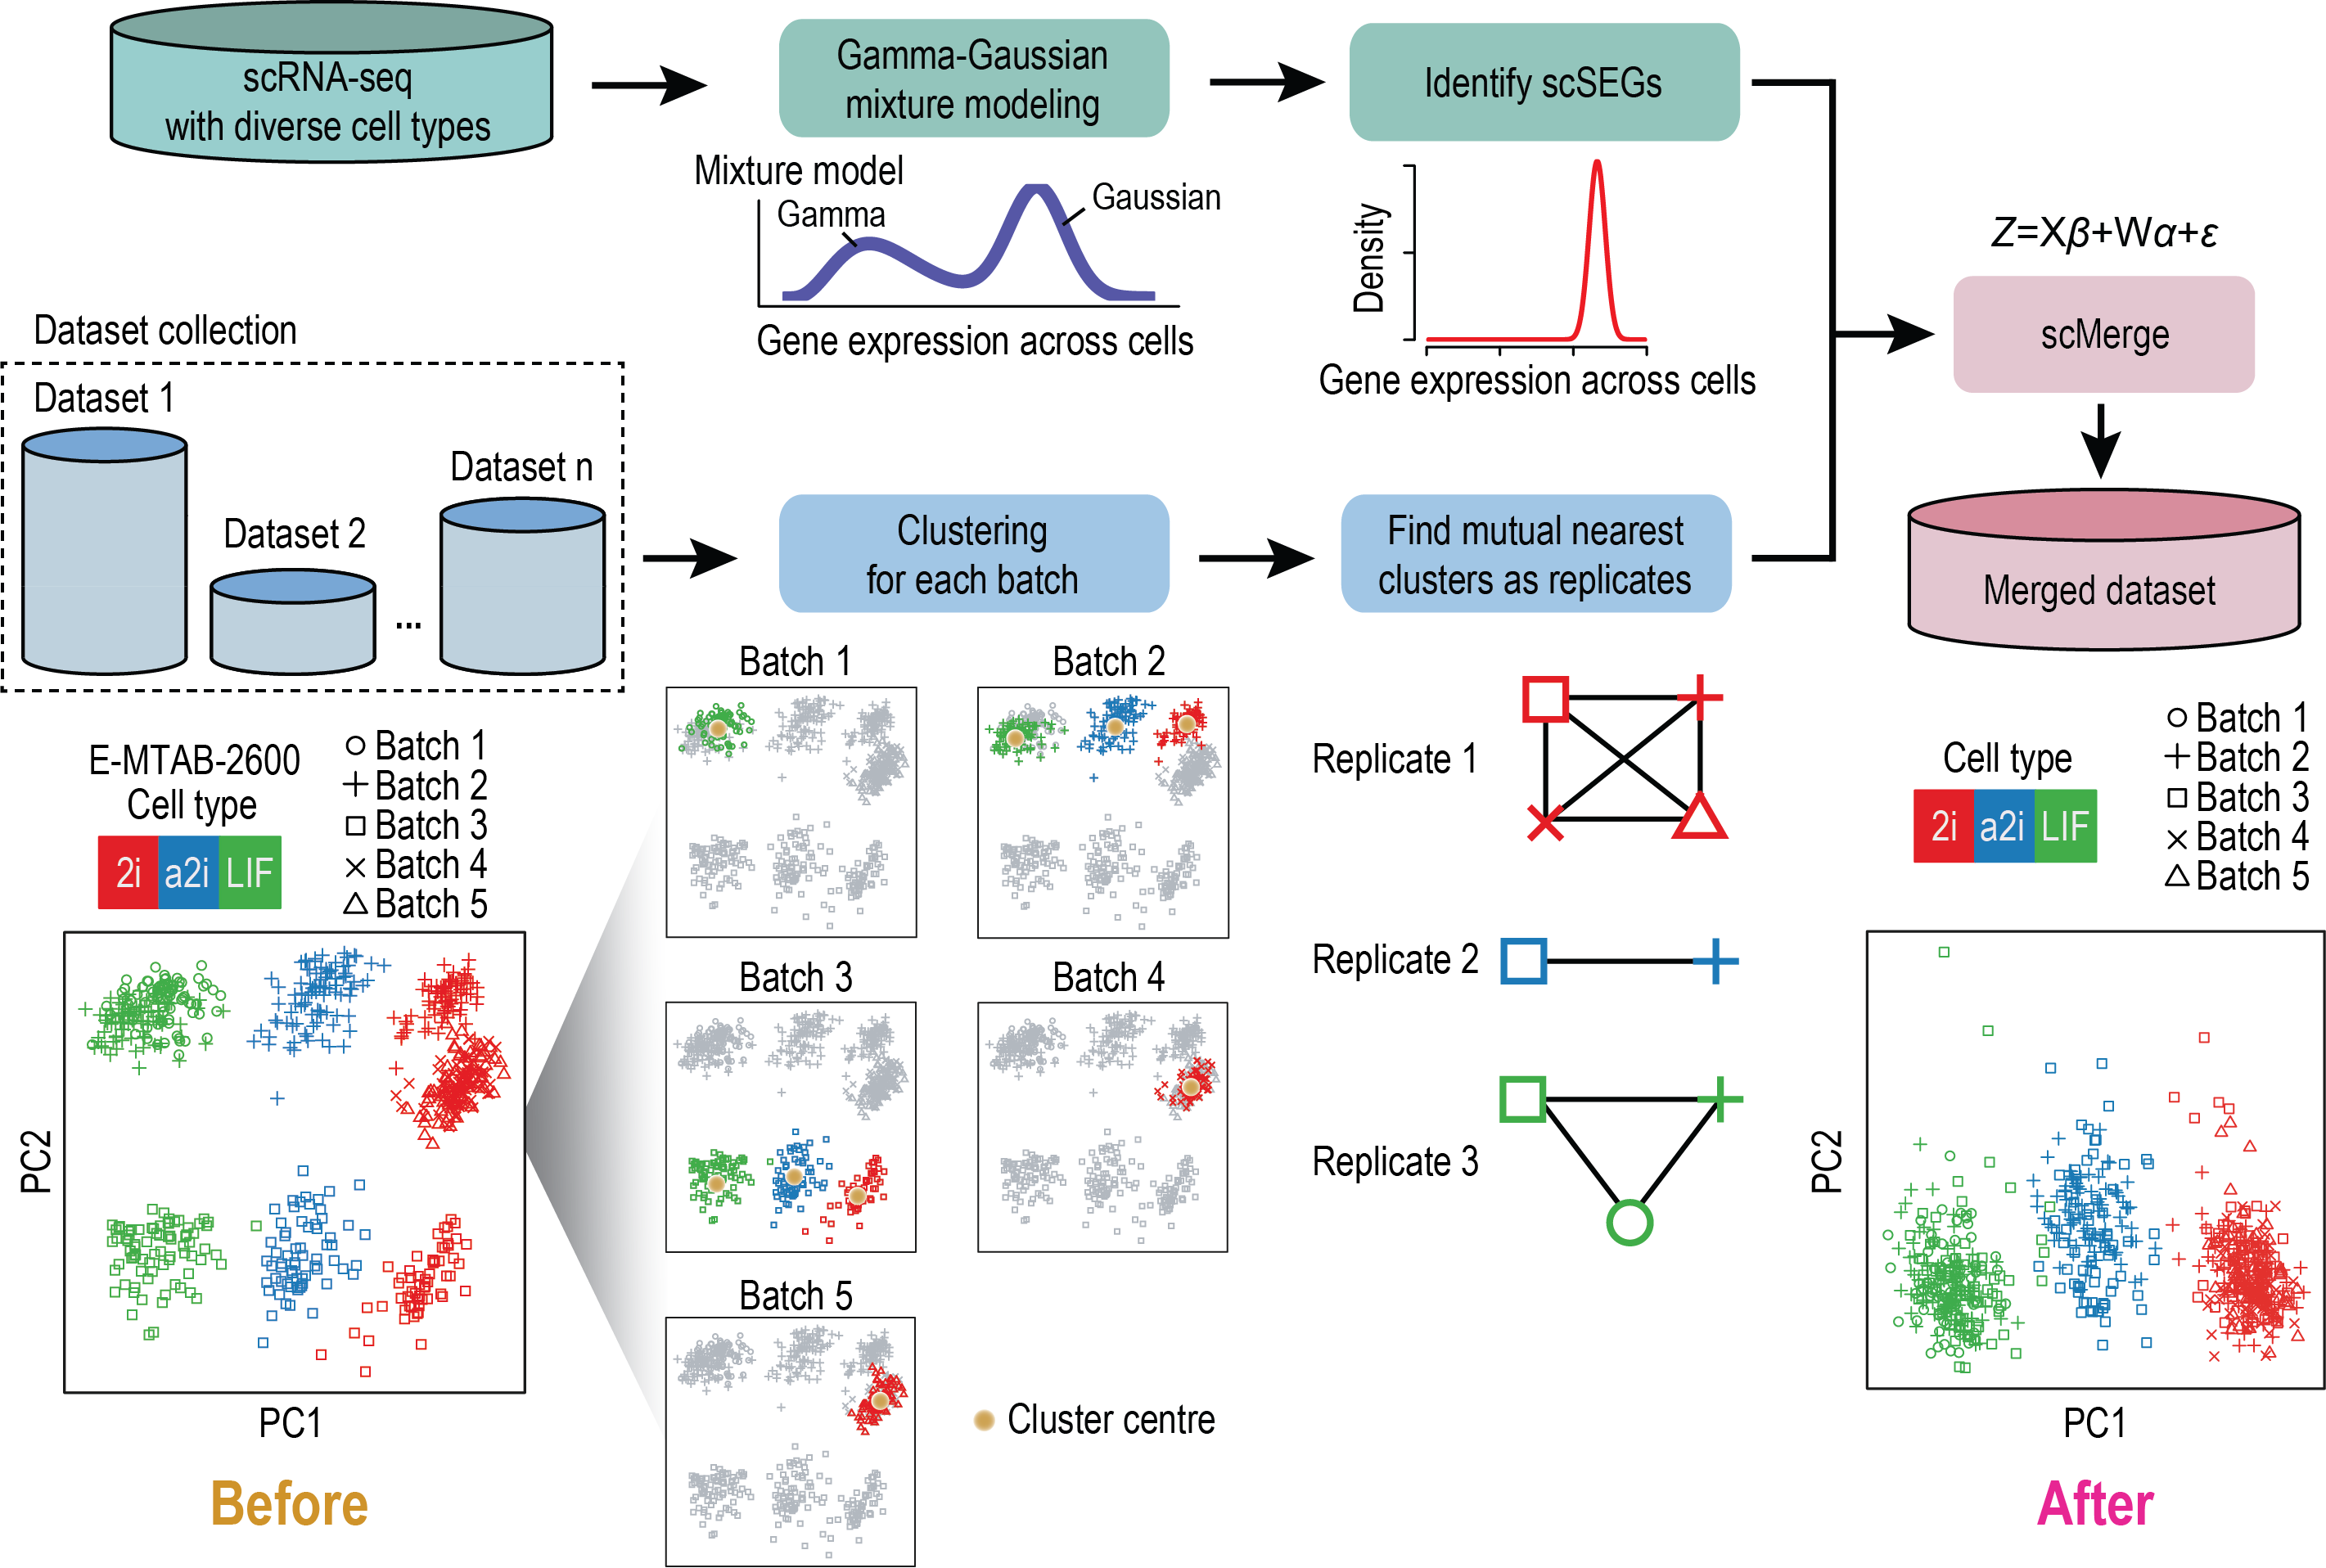 scRNA-seq
with diverse cell types
Gamma-Gaussian
mixture modeling
Identify scSEGs
Mixture model
Gamma
Gaussian
Gene expression across cells
Density
Gene expression across cells
Z=Xβ+Wα+ε
scMerge
Merged dataset
Dataset collection
Dataset 1
Dataset 2
...
Dataset n
Clustering
for each batch
Find mutual nearest
clusters as replicates
E-MTAB-2600
Cell type
2i a2i LIF
Batch 1
Batch 2
Batch 3
Batch 4
Batch 5
PC2
PC1
Before
Batch 1
Batch 2
Batch 3
Batch 4
Batch 5
Cluster centre
Replicate 1
Replicate 2
Replicate 3
Cell type
2i a2i LIF
Batch 1
Batch 2
Batch 3
Batch 4
Batch 5
PC2
PC1
After